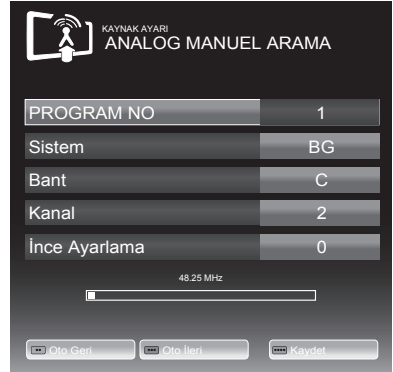 KAYNAK AYARI
ANALOG MANUEL ARAMA
PROGRAM NO 1
Sistem BG
Bant C
Kanal 2
İnce Ayarlama 0
48.25 MHz
Oto Geri Oto İleri Kaydet